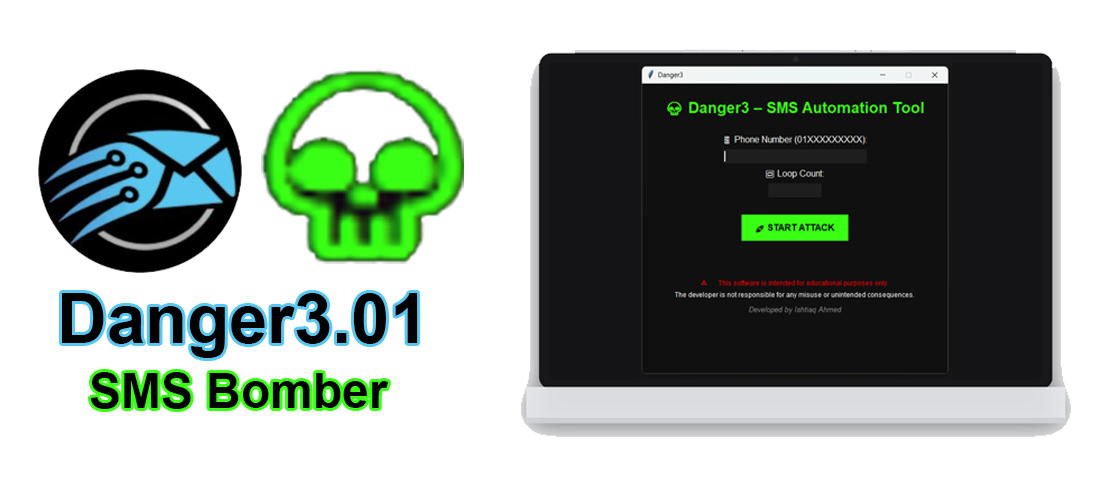 Danger3.01
SMS Bomber
Danger3
Danger3 – SMS Automation Tool
Phone Number (01XXXXXXXXX):
Loop Count:
START ATTACK
This software is intended for educational purposes only
The developer is not responsible for any misuse or unintended consequences.
Developed by Ishtiaq Ahmed